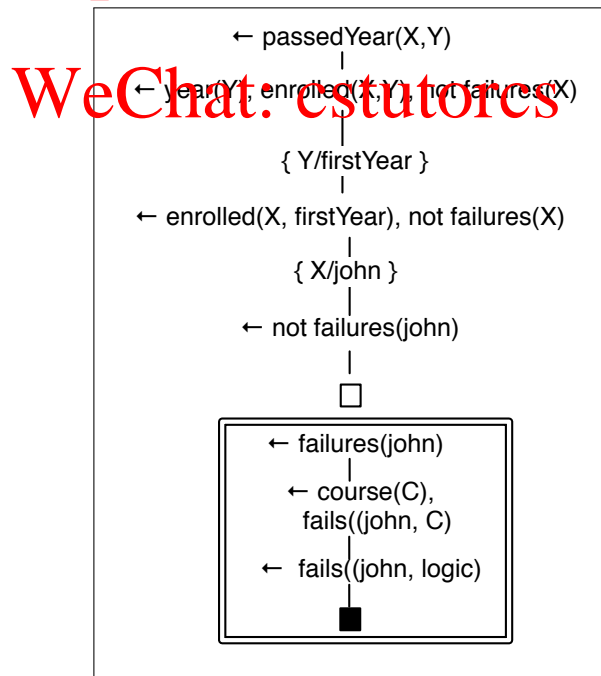 ← passedYear(X,Y)
← year(Y), enrolled(X,Y), not failures(X)
WeChat: cstutorcs
{ Y/firstYear }
← enrolled(X, firstYear), not failures(X)
{ X/john }
← not failures(john)
← failures(john)
← course(C),
fails((john, C)
← fails((john, logic)